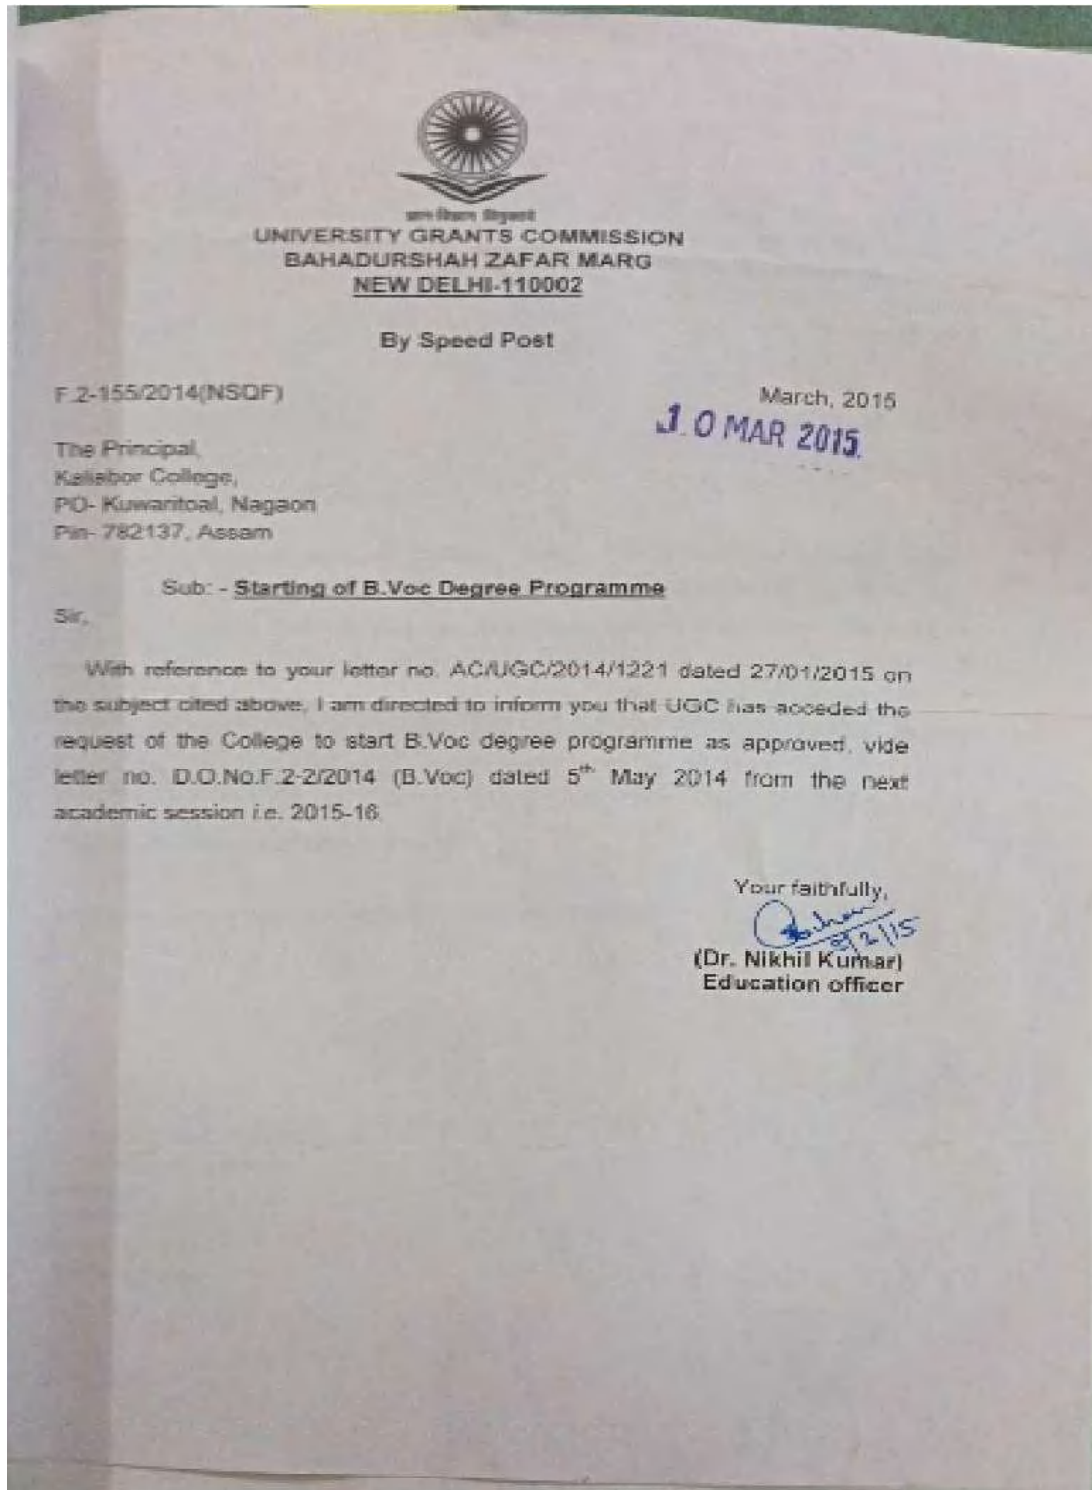 UNIVERSITY GRANTS COMMISSION
BAHADURSHAH ZAFAR MARG
NEW DELHI-110002
By Speed Post
F.2-155/2014(NSQF)
March, 2015
10 MAR 2015
The Principal,
Kaliabor College,
PO- Kuwaritoal, Nagaon
Pin- 782137, Assam
Sub: - Starting of B.Voc Degree Programme
Sir,
With reference to your letter no. AC/UGC/2014/1221 dated 27/01/2015 on
the subject cited above, I am directed to inform you that UGC has acceded the
request of the College to start B.Voc degree programme as approved, vide
letter no. D.O.No.F.2-2/2014 (B.Voc) dated 5th May 2014 from the next
academic session i.e. 2015-16.
Your faithfully,
(Dr. Nikhil Kumar)
Education officer